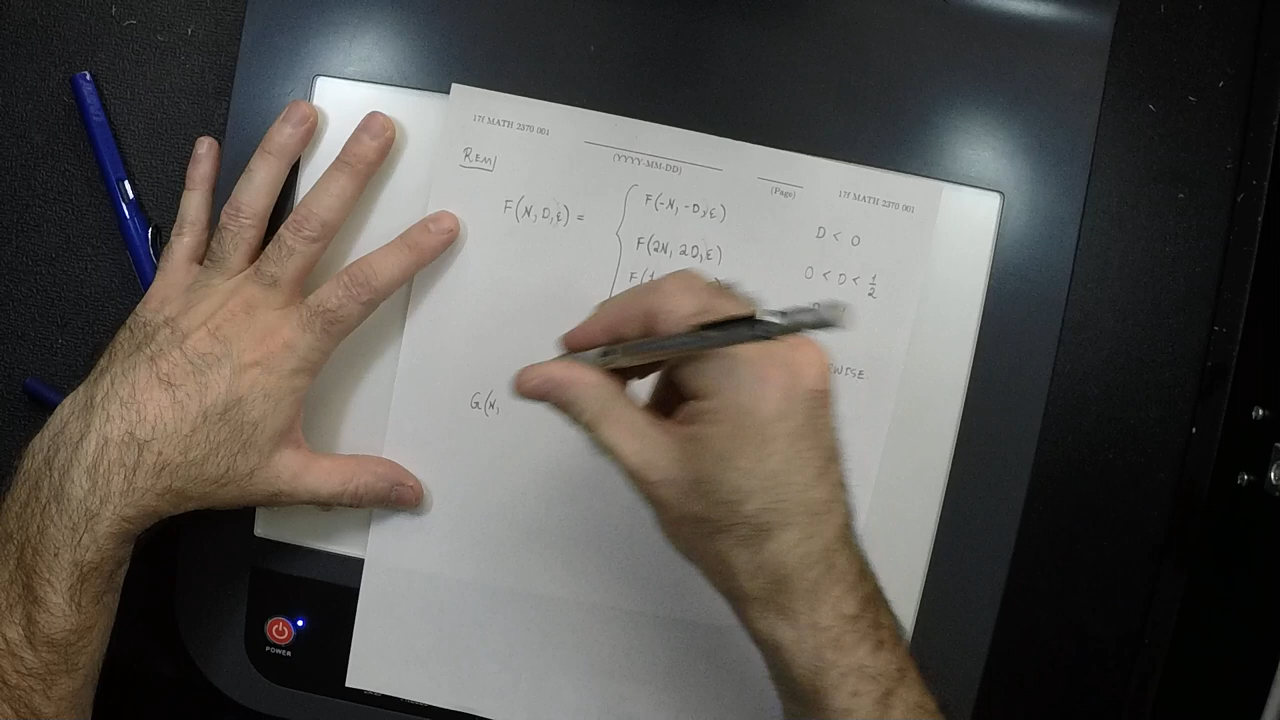 17f MATH 2370 001
(YYYY-MM-DD)
(Page)
17f MATH 2370 001
REM
F(N, D, ε) =
F(-N, -D, ε) D < 0
F(2N, 2D, ε) 0 < D < 1/2
F(
G(N,
POWER